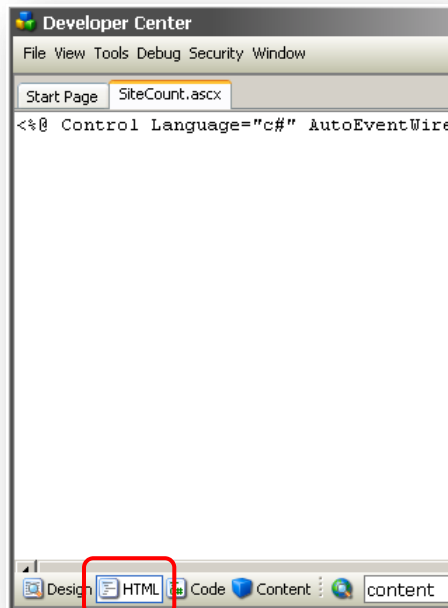 Developer Center
File View Tools Debug Security Window
Start Page SiteCount.ascx
<%@ Control Language="c#" AutoEventWire
Design HTML Code Content content